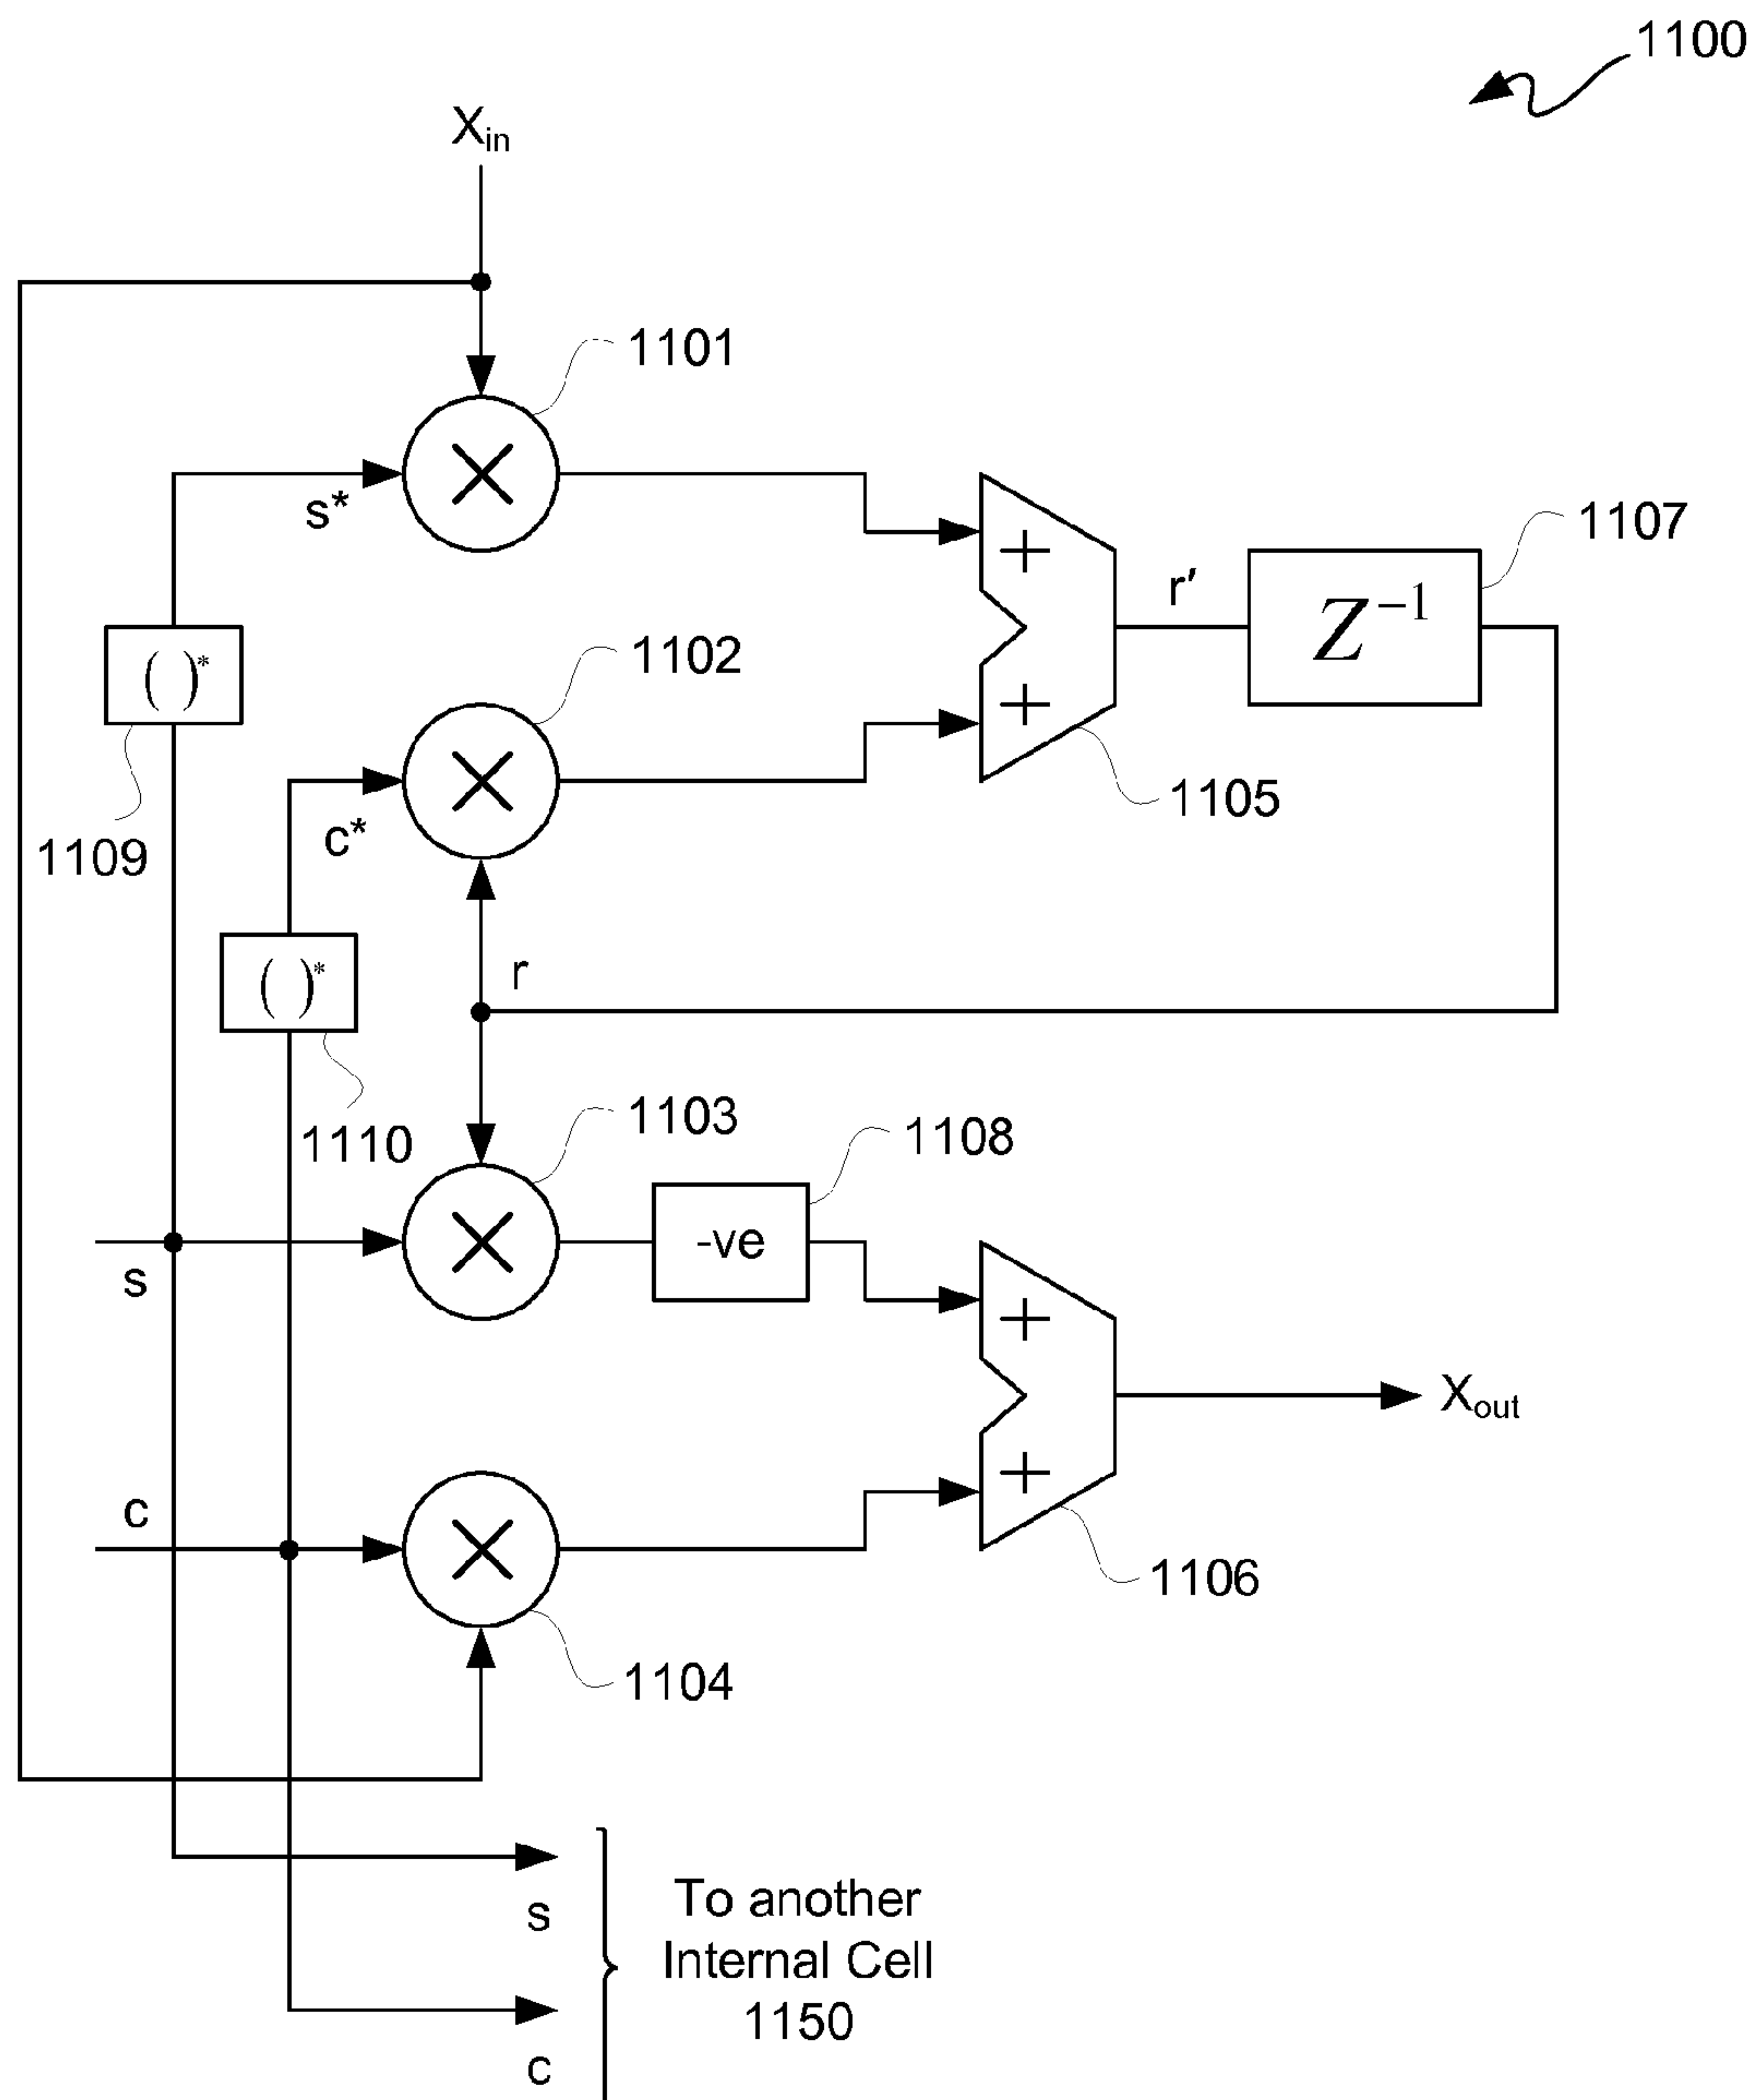 1100
Xin
1101
s*
1107
r′
Z⁻¹
( )*
1102
1105
c*
1109
( )*
r
1110
1103
1108
-ve
s
Xout
c
1106
1104
s
To another
Internal Cell
1150
c